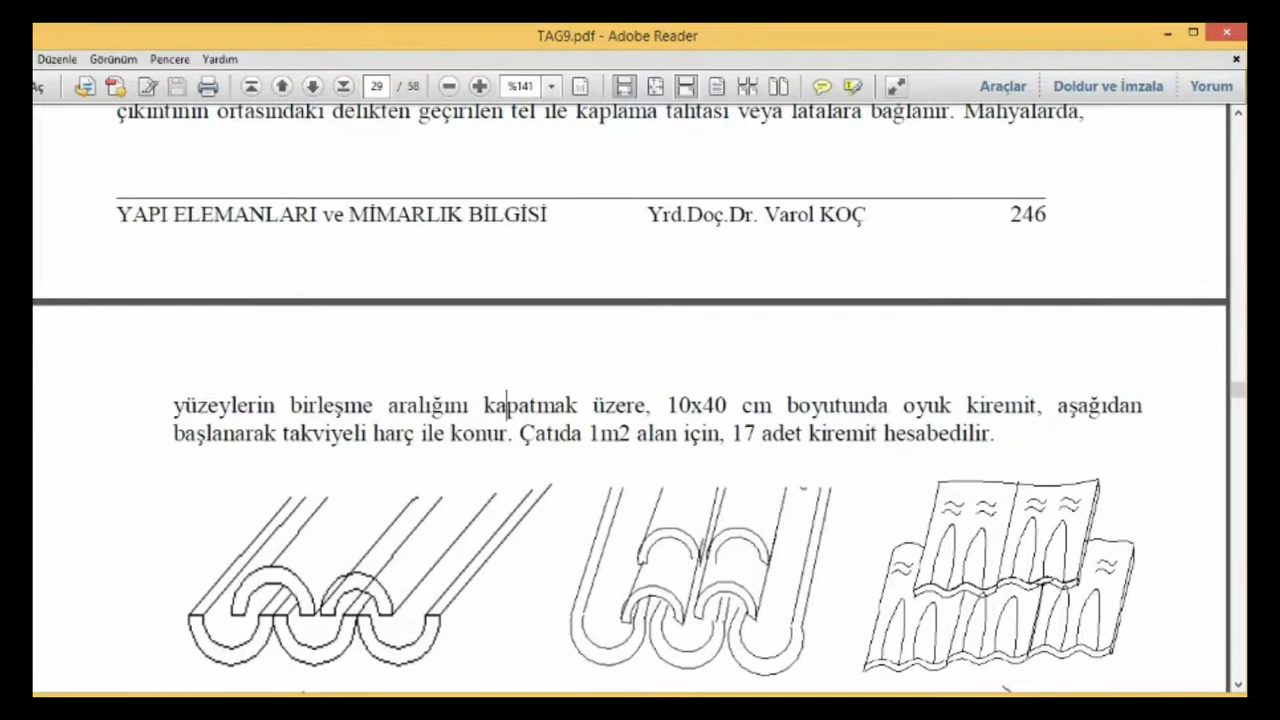 TAG9.pdf - Adobe Reader
Düzenle Görünüm Pencere Yardım
Aç 29 / 58 %141 Araçlar Doldur ve İmzala Yorum
çıkıntının ortasındaki delikten geçirilen tel ile kaplama tahtası veya latalara bağlanır. Mahyalarda,
YAPI ELEMANLARI ve MİMARLIK BİLGİSİ Yrd.Doç.Dr. Varol KOÇ 246
yüzeylerin birleşme aralığını kapatmak üzere, 10x40 cm boyutunda oyuk kiremit, aşağıdan
başlanarak takviyeli harç ile konur. Çatıda 1m2 alan için, 17 adet kiremit hesabedilir.